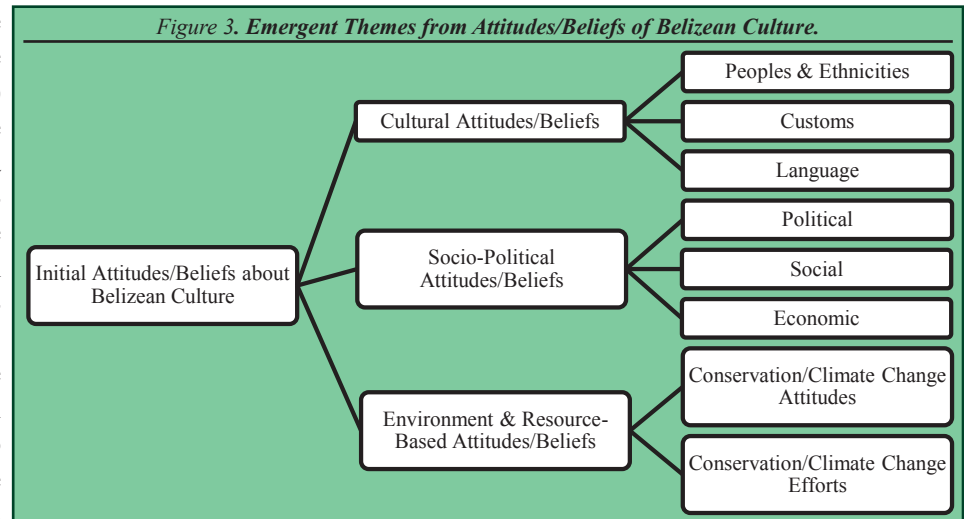 Figure 3. Emergent Themes from Attitudes/Beliefs of Belizean Culture.
Initial Attitudes/Beliefs about
Belizean Culture
Cultural Attitudes/Beliefs
Peoples & Ethnicities
Customs
Language
Socio-Political
Attitudes/Beliefs
Political
Social
Economic
Environment & Resource-
Based Attitudes/Beliefs
Conservation/Climate Change
Attitudes
Conservation/Climate Change
Efforts